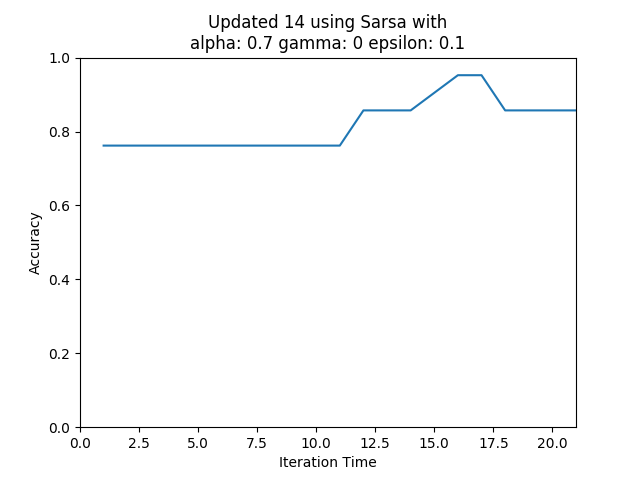 Updated 14 using Sarsa with
alpha: 0.7 gamma: 0 epsilon: 0.1
1.0
0.8
0.6
0.4
0.2
0.0
Accuracy
0.0 2.5 5.0 7.5 10.0 12.5 15.0 17.5 20.0
Iteration Time